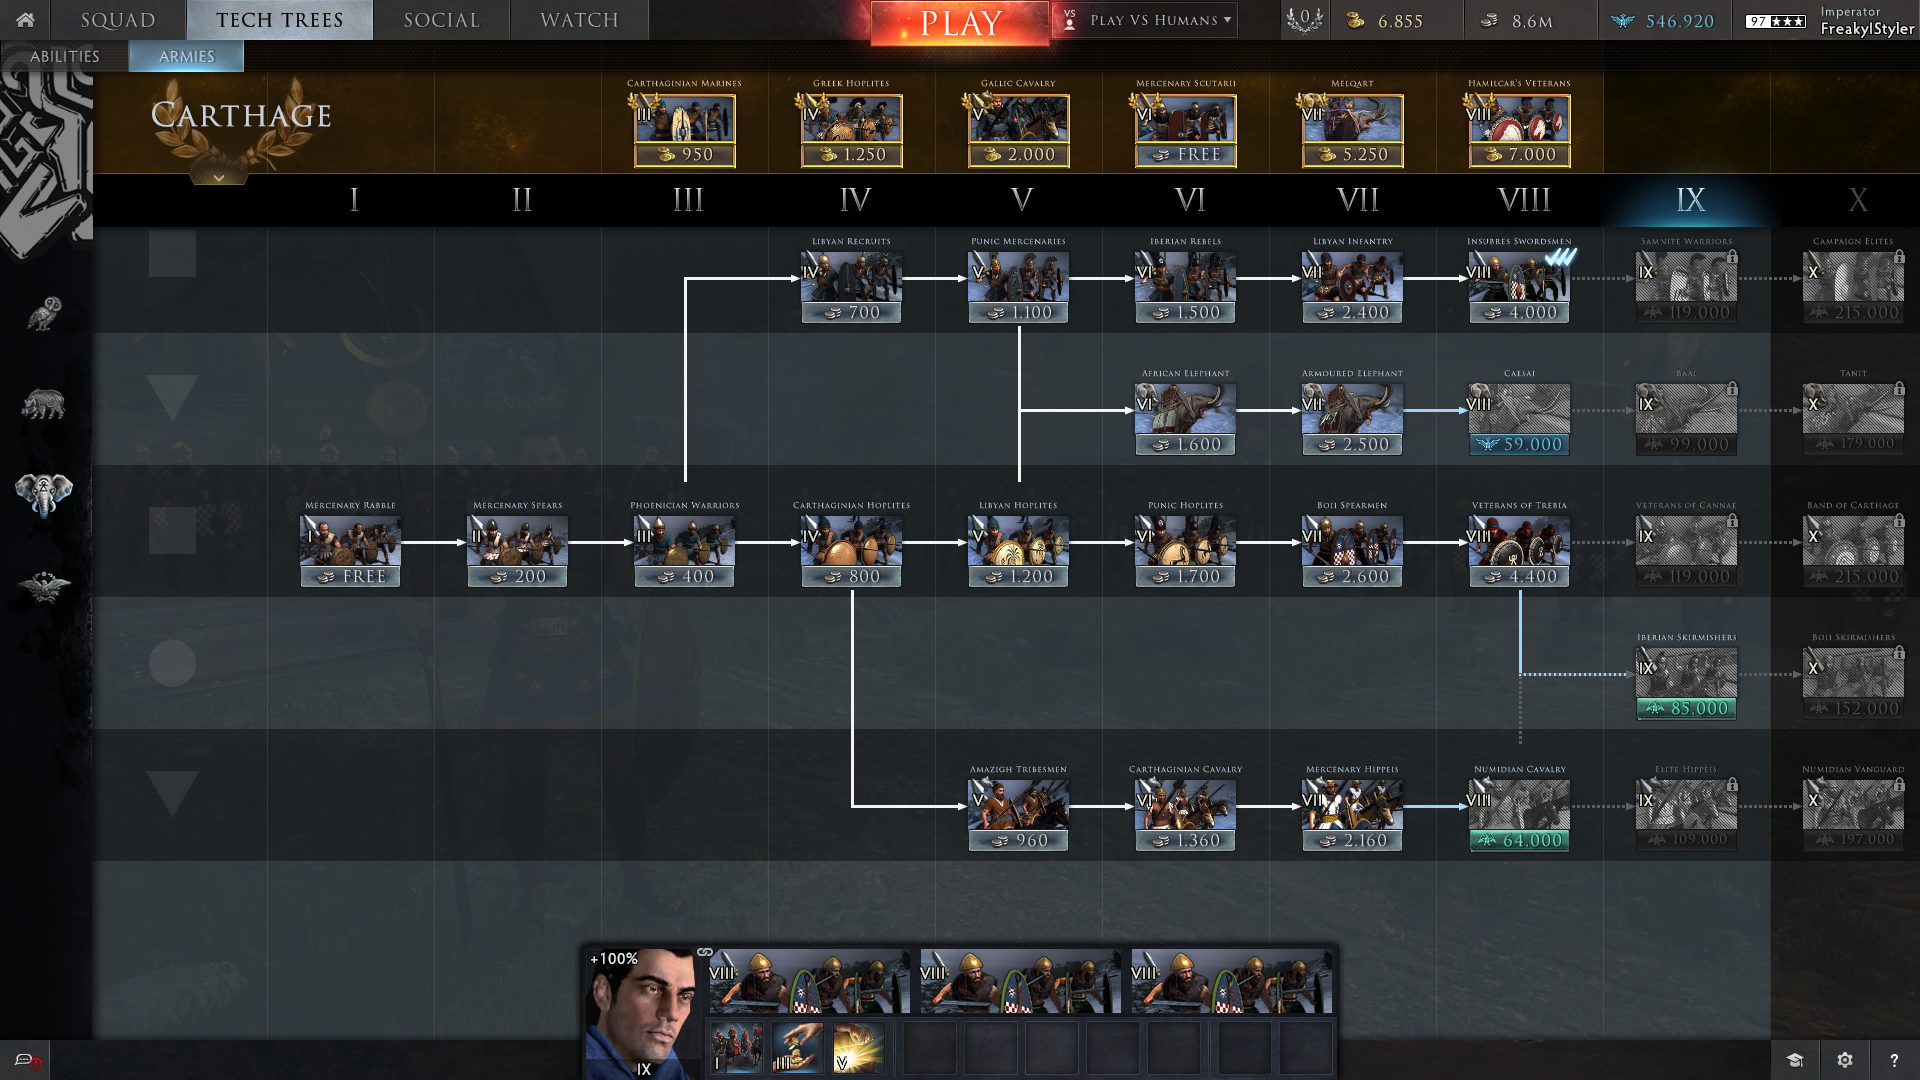 SQUAD
TECH TREES
SOCIAL
WATCH
PLAY
VS
PLAY VS HUMANS
0
6.855
8,6M
546.920
97
Imperator
FreakyIStyler
ABILITIES
ARMIES
CARTHAGE
CARTHAGINIAN MARINES
III
950
GREEK HOPLITES
IV
1.250
GALLIC CAVALRY
V
2.000
MERCENARY SCUTARII
VI
FREE
MELQART
VII
5.250
HAMILCAR'S VETERANS
VIII
7.000
I II III IV V VI VII VIII IX X
LIBYAN RECRUITS
IV
700
PUNIC MERCENARIES
V
1.100
IBERIAN REBELS
VI
1.500
LIBYAN INFANTRY
VII
2.400
INSUBRES SWORDSMEN
VIII
4.000
SAMNITE WARRIORS
IX
119.000
CAMPAIGN ELITES
X
215.000
AFRICAN ELEPHANT
VI
1.600
ARMOURED ELEPHANT
VII
2.500
CAESAI
VIII
59.000
BAAL
IX
99.000
TANIT
X
179.000
MERCENARY RABBLE
I
FREE
MERCENARY SPEARS
II
200
PHOENICIAN WARRIORS
III
400
CARTHAGINIAN HOPLITES
IV
800
LIBYAN HOPLITES
V
1.200
PUNIC HOPLITES
VI
1.700
BOII SPEARMEN
VII
2.600
VETERANS OF TREBIA
VIII
4.400
VETERANS OF CANNAE
IX
119.000
BAND OF CARTHAGE
X
215.000
IBERIAN SKIRMISHERS
IX
85.000
BOII SKIRMISHERS
X
152.000
AMAZIGH TRIBESMEN
V
960
CARTHAGINIAN CAVALRY
VI
1.360
MERCENARY HIPPEIS
VII
2.160
NUMIDIAN CAVALRY
VIII
64.000
ELITE HIPPEIS
IX
109.000
NUMIDIAN VANGUARD
X
197.000
+100%
IX
VIII
VIII
VIII
I
III
V
?